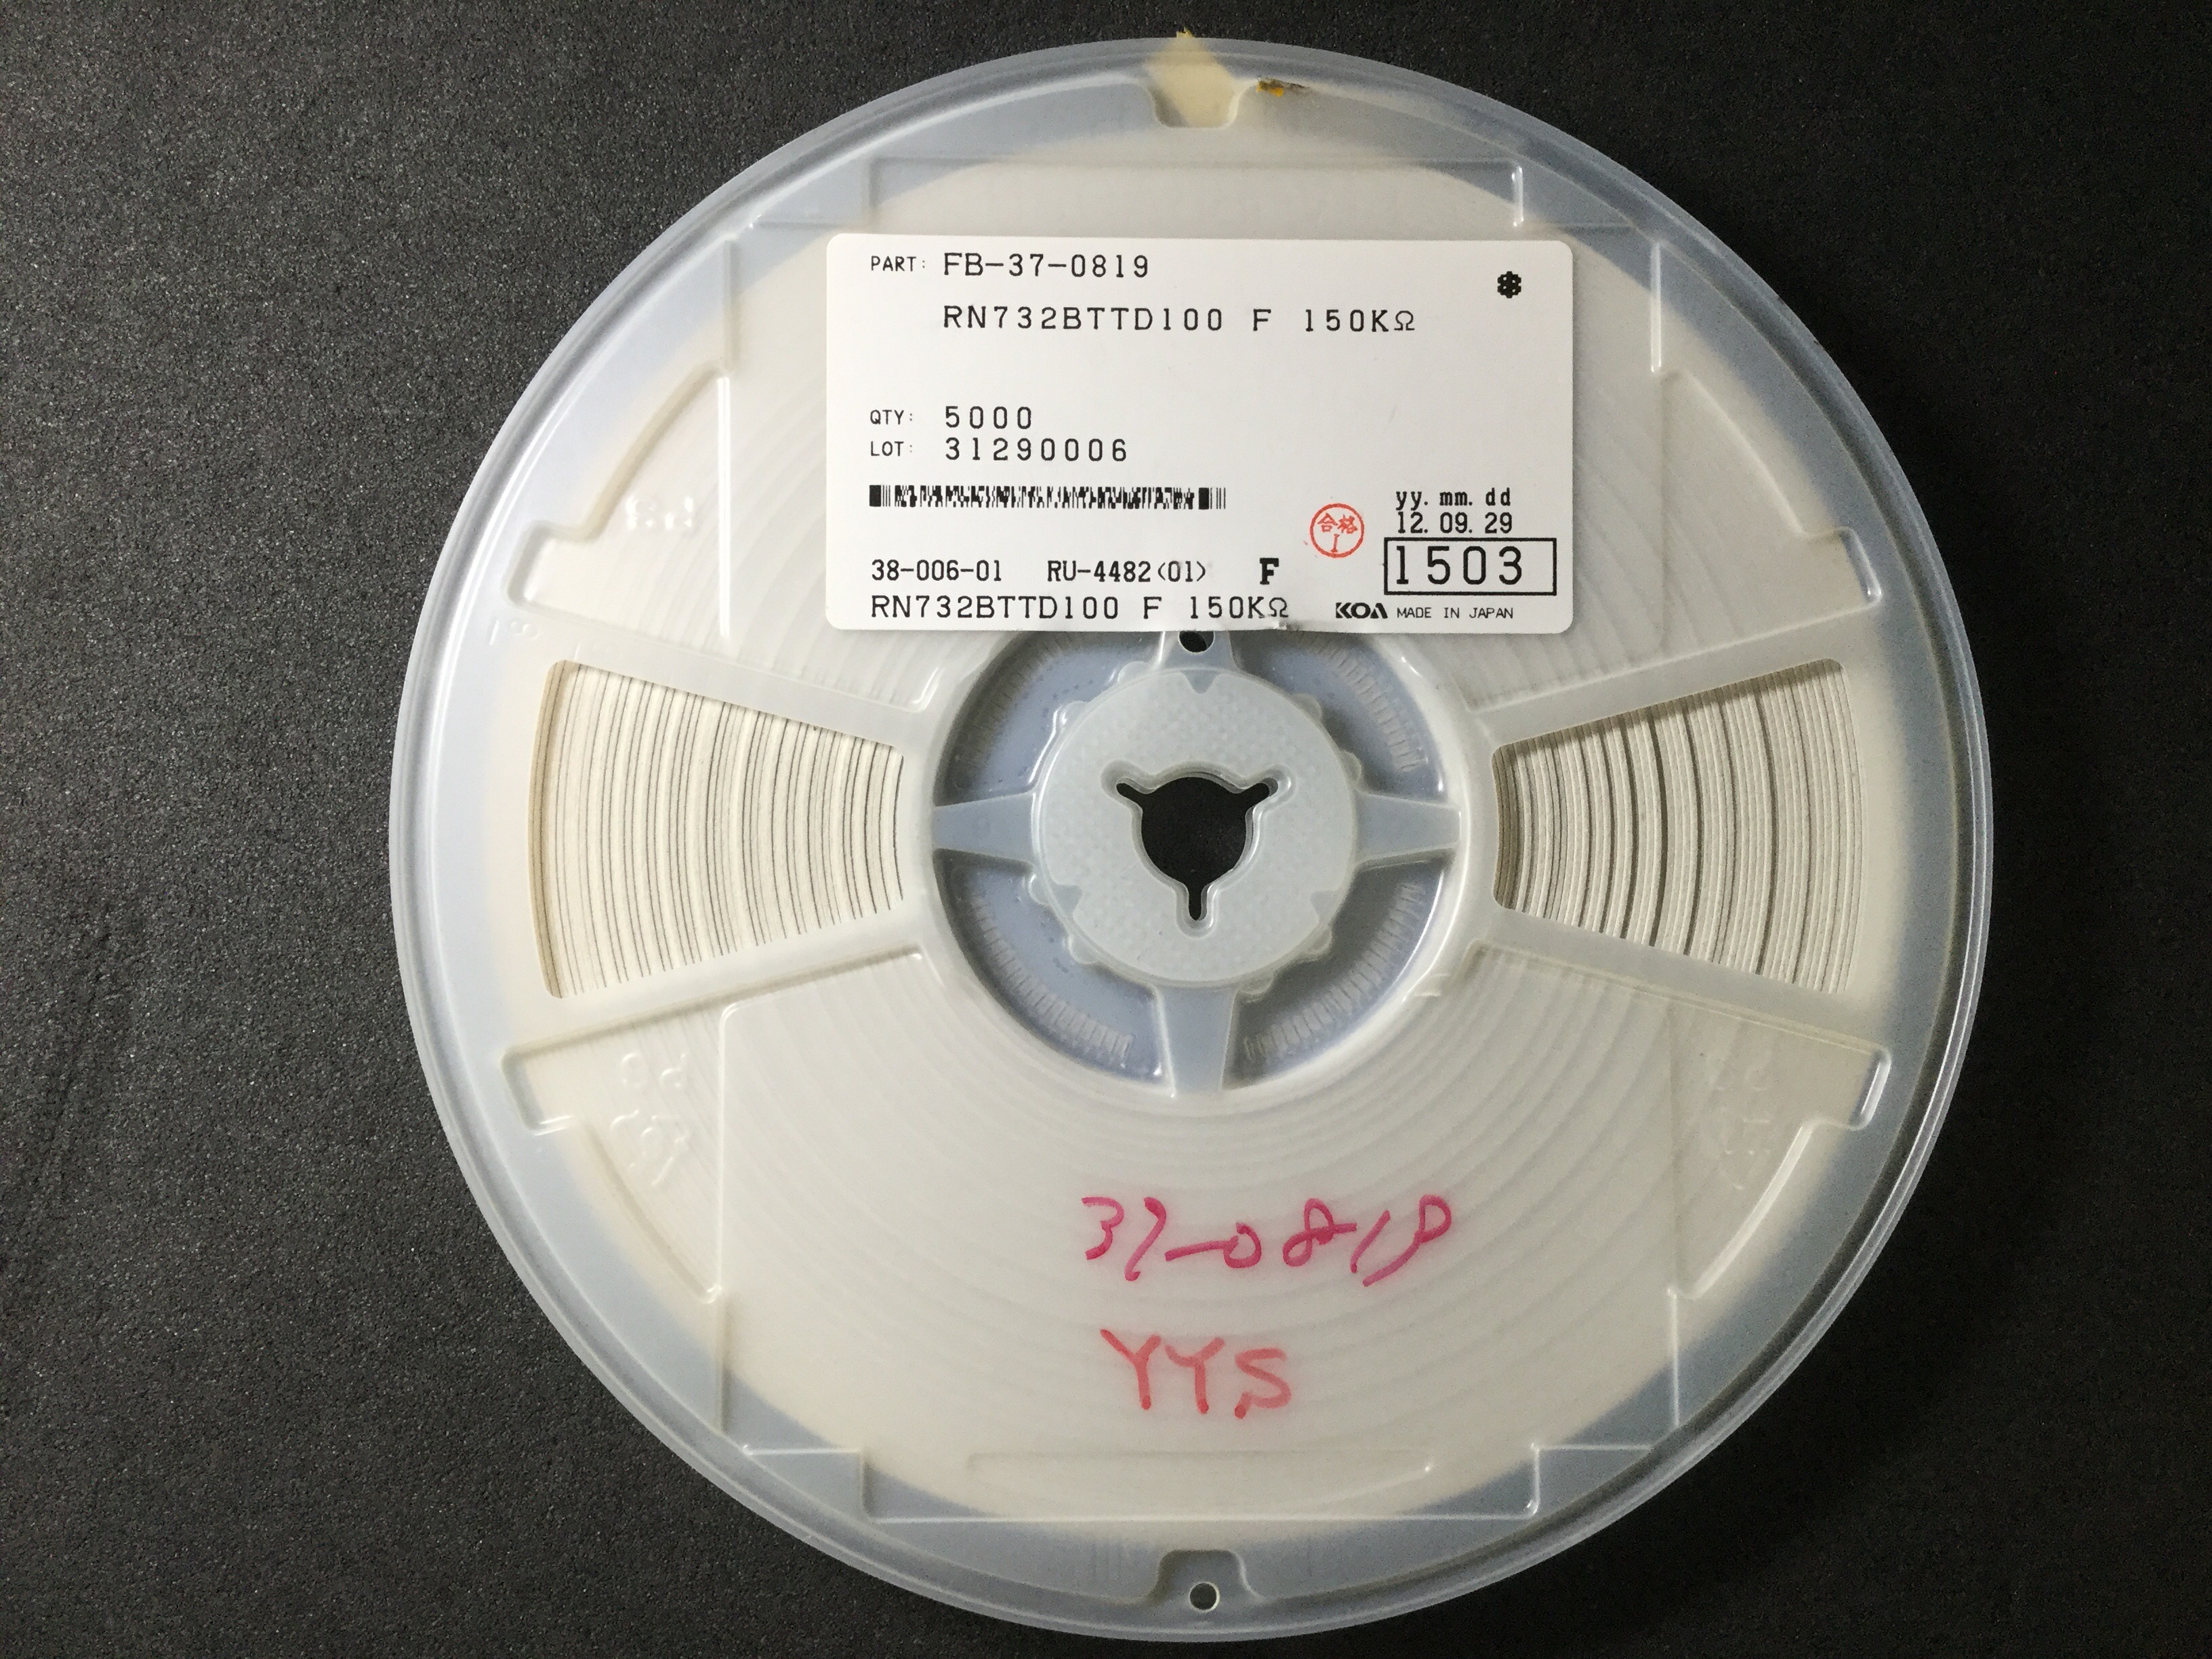 PART: FB-37-0819
RN732BTTD100 F 150KΩ
QTY: 5000
LOT: 31290006
yy. mm. dd
12. 09. 29
合格
I
1503
38-006-01 RU-4482(01) F
RN732BTTD100 F 150KΩ KOA MADE IN JAPAN
37-0819
YYS